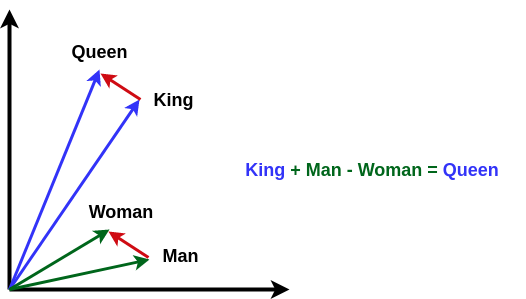 Queen
King
King + Man - Woman = Queen
Woman
Man